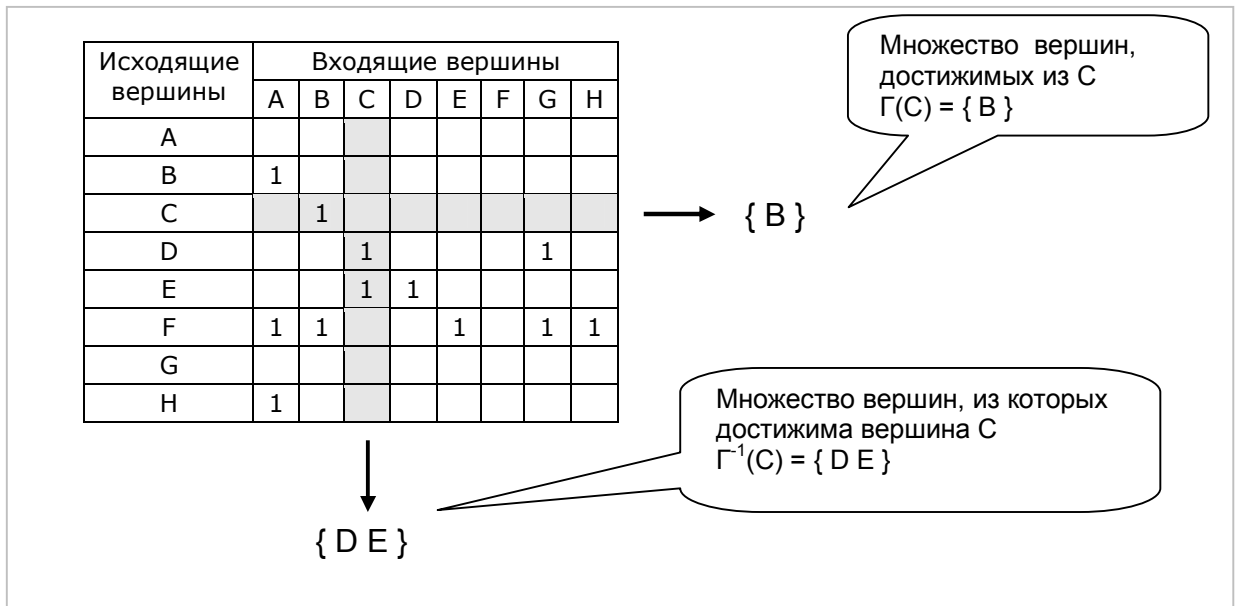 Исходящие вершины
Входящие вершины
A B C D E F G H
A
B 1
C 1
D 1 1
E 1 1
F 1 1 1 1 1
G
H 1
{ B }
Множество вершин,
достижимых из C
Г(C) = { B }
Множество вершин, из которых
достижима вершина C
Г⁻¹(C) = { D E }
{ D E }